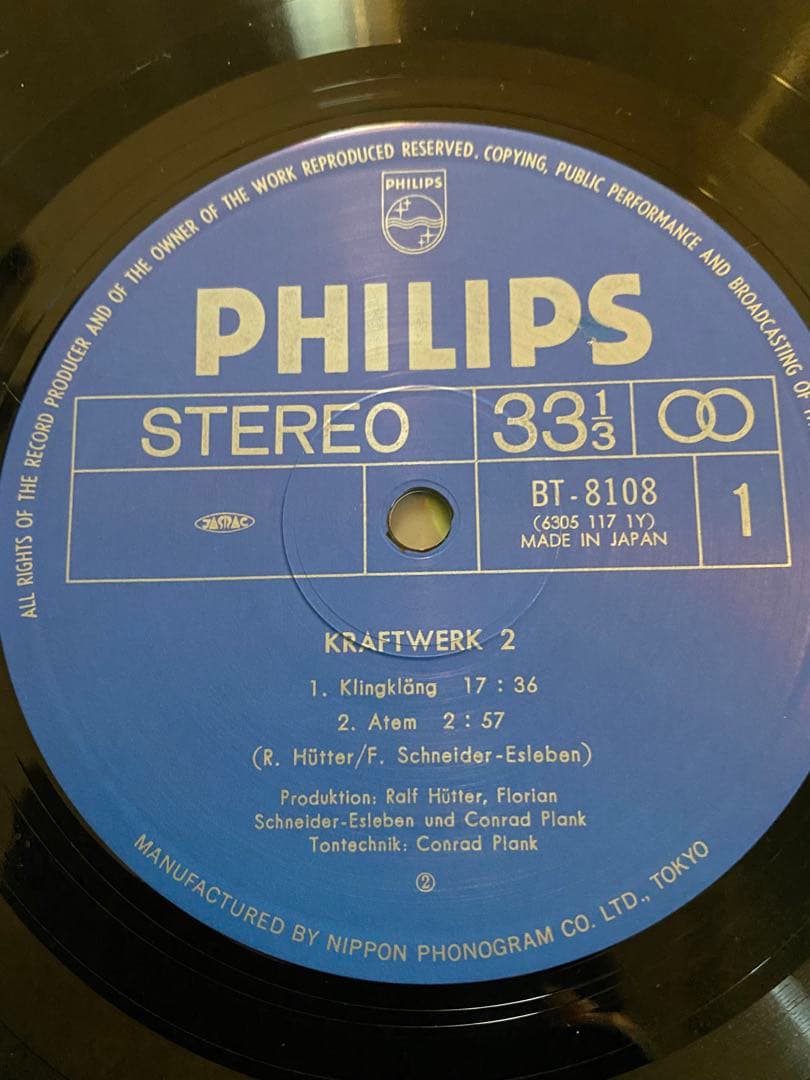 ALL RIGHTS OF THE RECORD PRODUCER AND OF THE OWNER OF THE WORK REPRODUCED RESERVED. COPYING, PUBLIC PERFORMANCE AND BROADCASTING OF
PHILIPS
PHILIPS
STEREO
33 1/3
JASRAC
BT-8108
(6305 117 1Y)
MADE IN JAPAN
1
KRAFTWERK 2
1. Klingkläng 17 : 36
2. Atem 2 : 57
(R. Hütter/F. Schneider-Esleben)
Produktion: Ralf Hütter, Florian
Schneider-Esleben und Conrad Plank
Tontechnik: Conrad Plank
②
MANUFACTURED BY NIPPON PHONOGRAM CO. LTD., TOKYO